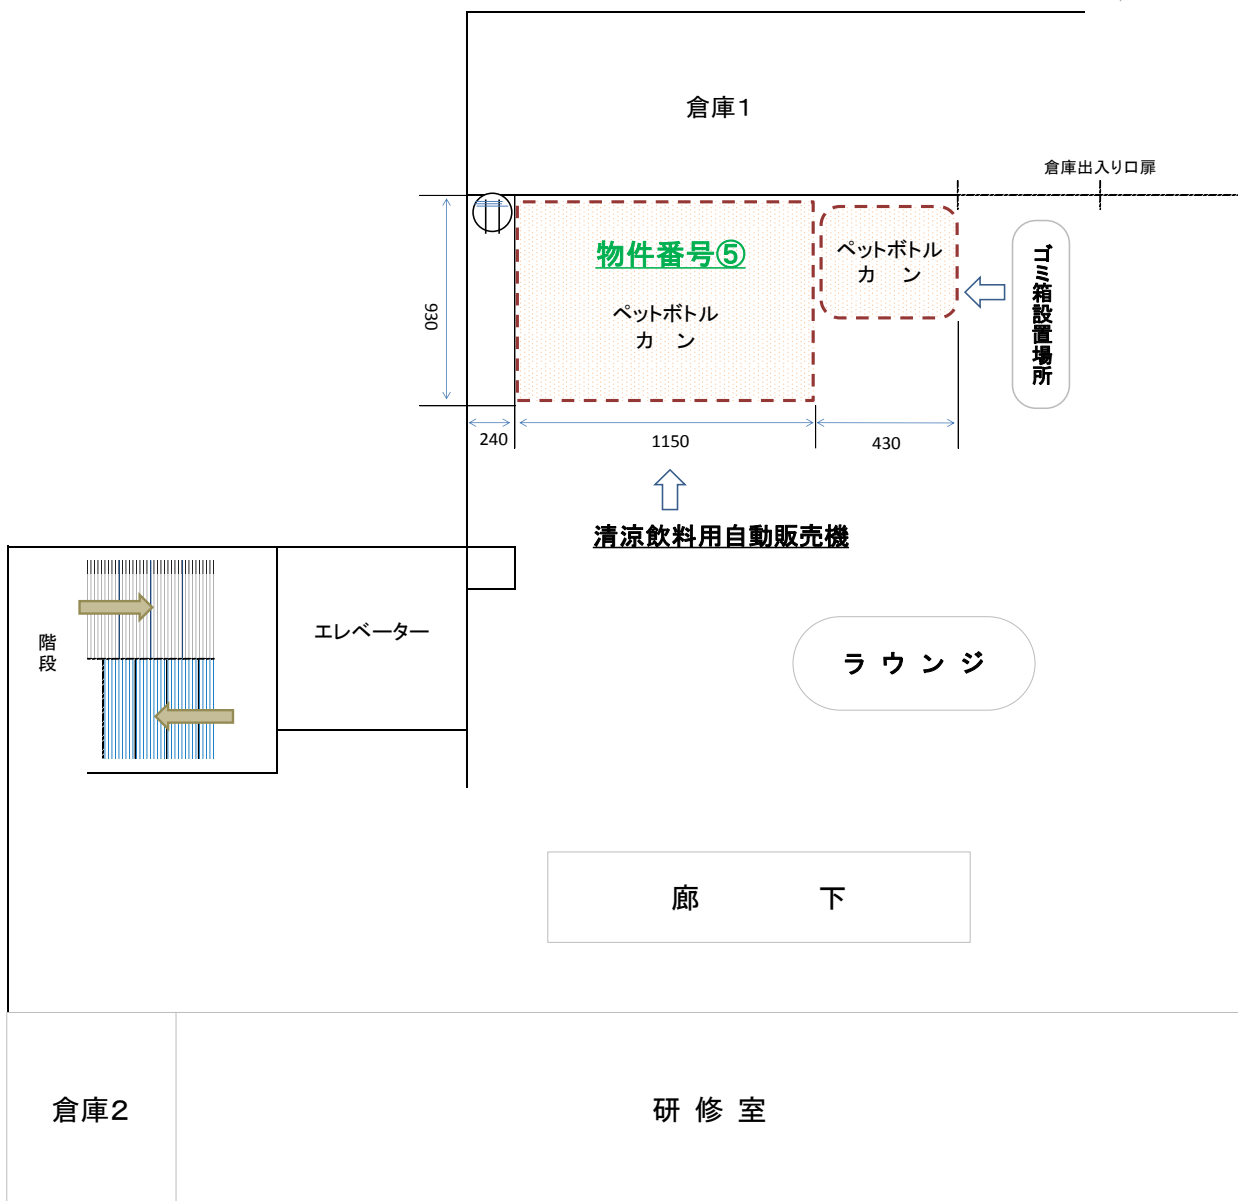 倉庫１
倉庫出入り口扉
物件番号⑤
ペットボトル
カ　ン
ペットボトル
カ　ン
ゴミ箱設置場所
930
240
1150
430
清涼飲料用自動販売機
階段
エレベーター
ラ ウ ン ジ
廊　　下
倉庫２
研 修 室